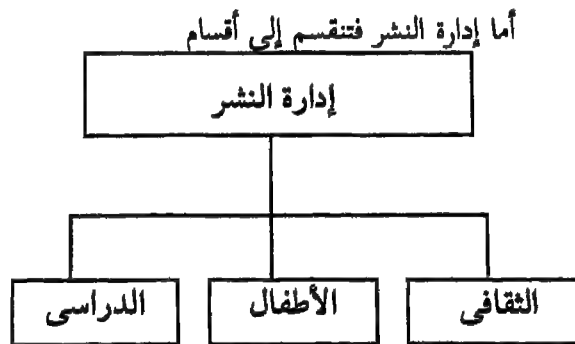 أما إدارة النشر فتنقسم إلى أقسام
إدارة النشر
الثقافى
الأطفال
الدراسى